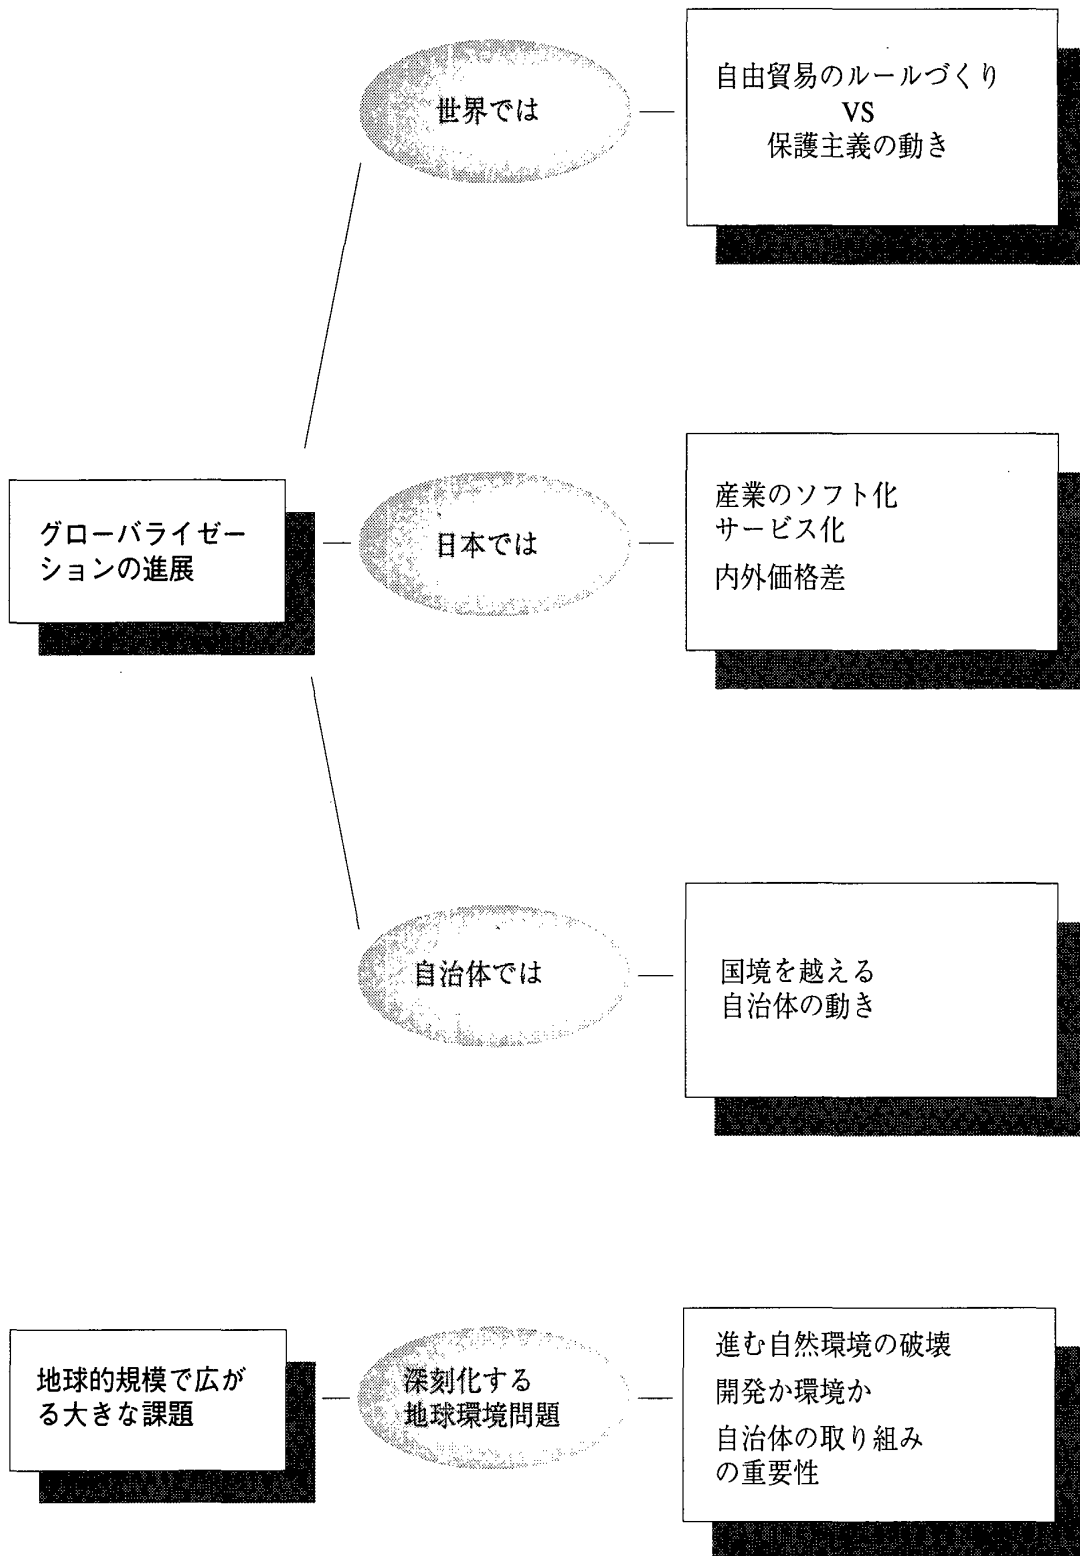 世界では
自由貿易のルールづくり
VS
保護主義の動き
グローバライゼー
ションの進展
日本では
産業のソフト化
サービス化
内外価格差
自治体では
国境を越える
自治体の動き
地球的規模で広が
る大きな課題
深刻化する
地球環境問題
進む自然環境の破壊
開発か環境か
自治体の取り組み
の重要性